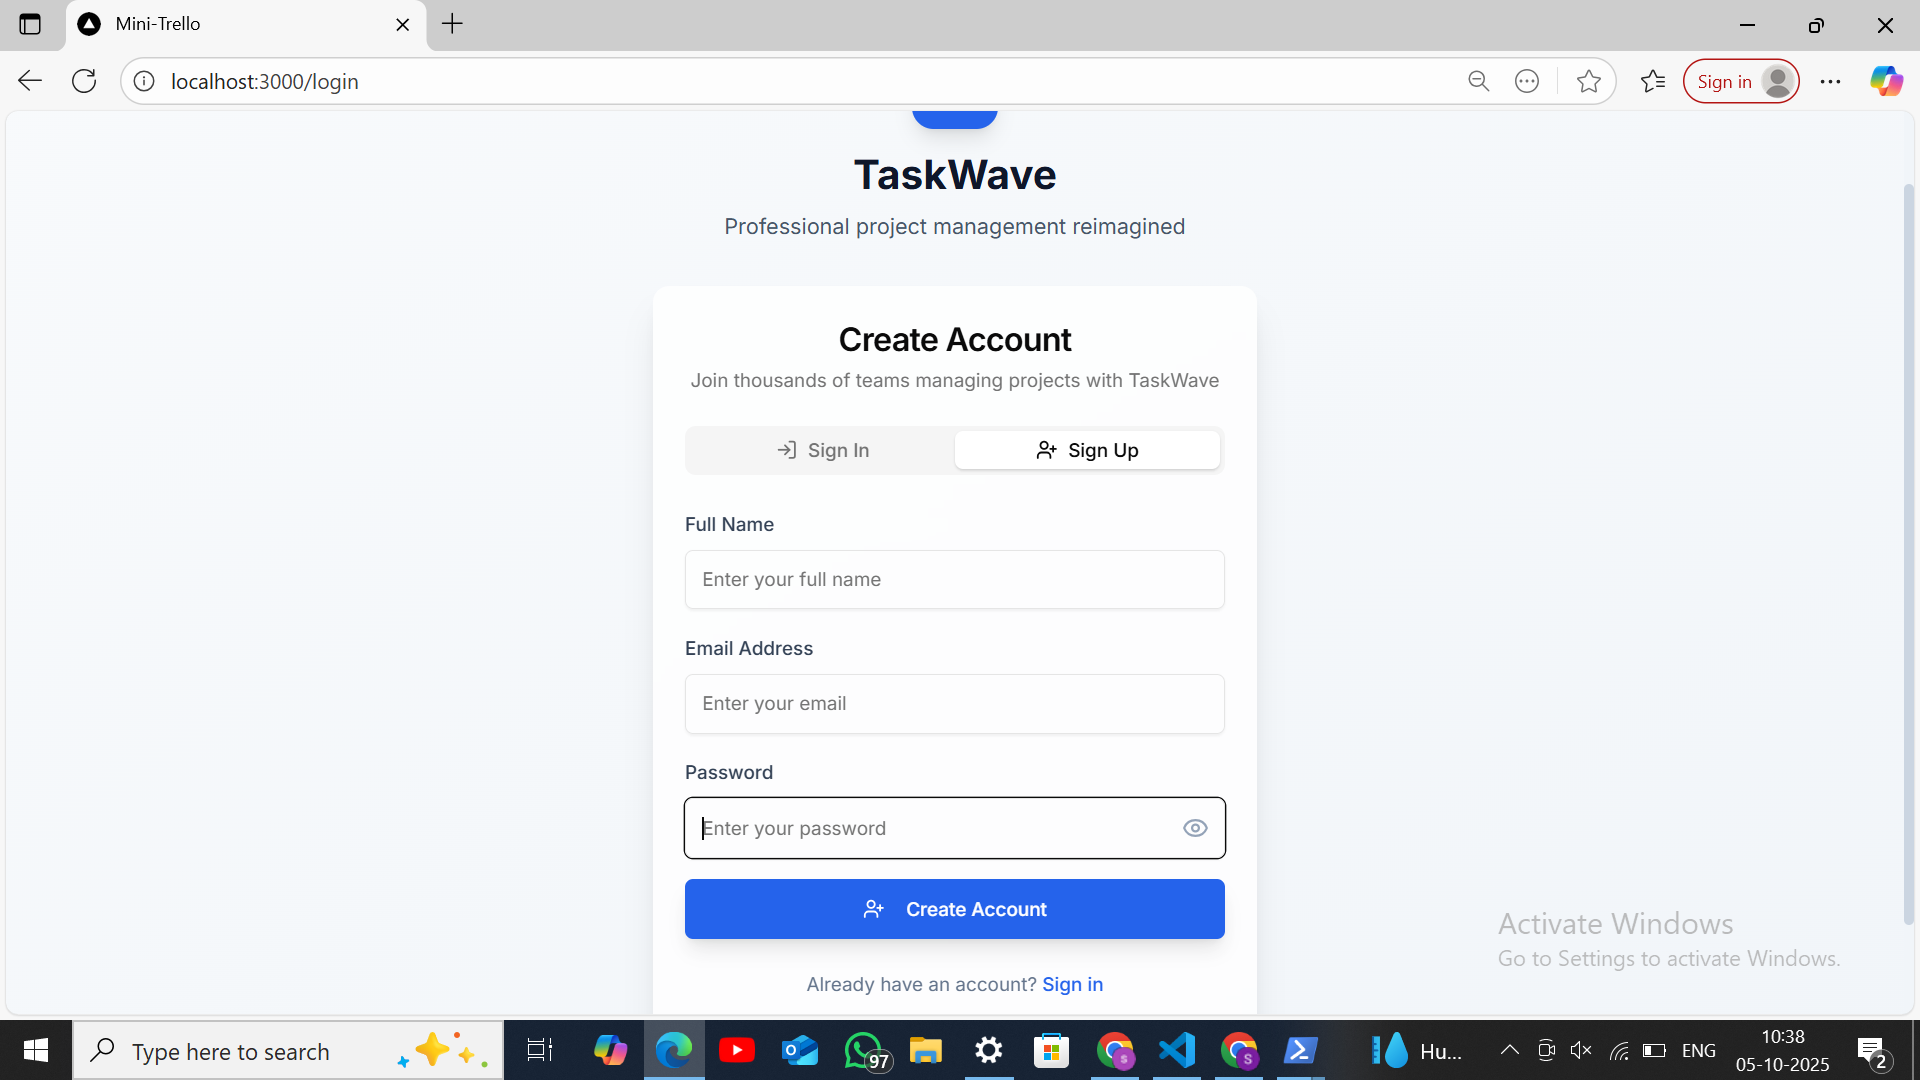 Mini-Trello
localhost:3000/login
Sign in
TaskWave
Professional project management reimagined
Create Account
Join thousands of teams managing projects with TaskWave
Sign In
Sign Up
Full Name
Enter your full name
Email Address
Enter your email
Password
Enter your password
Create Account
Already have an account? Sign in
Activate Windows
Go to Settings to activate Windows.
Type here to search
97
S
S
Hu...
ENG
10:38
05-10-2025
2